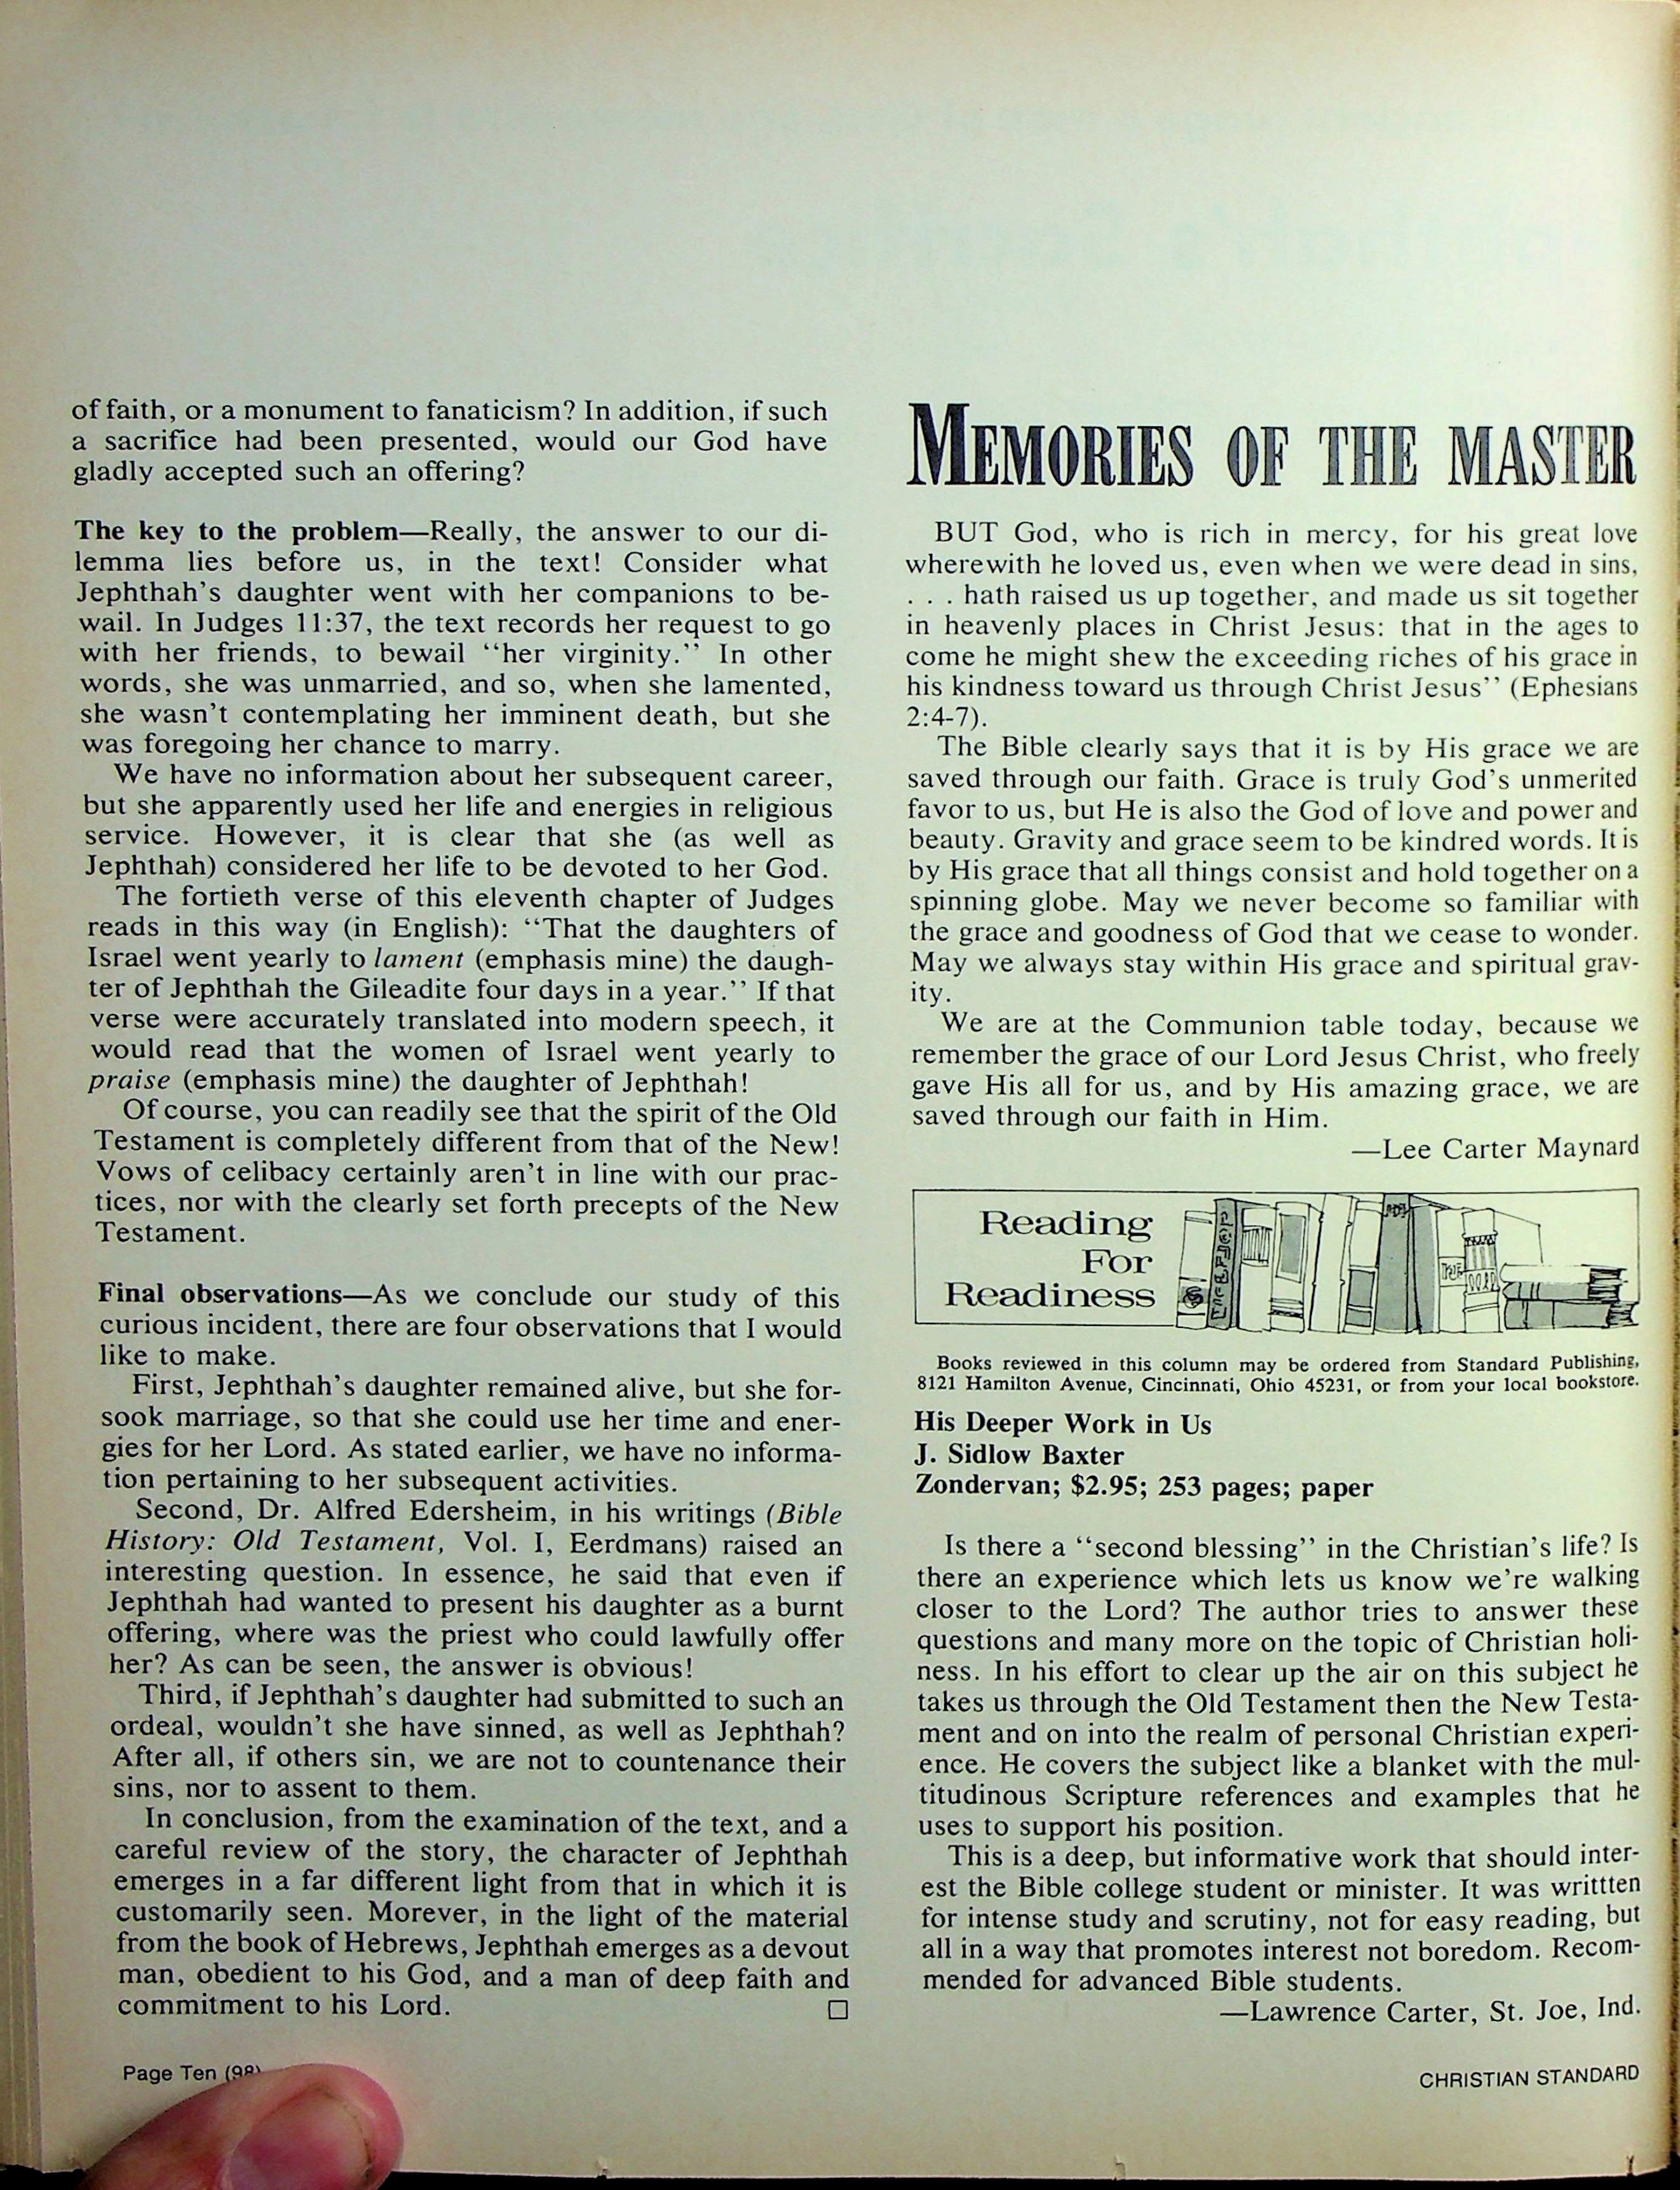 of faith, or a monument to fanaticism? In addition, if such
a sacrifice had been presented, would our God have
gladly accepted such an offering?
The key to the problem—Really, the answer to our di-
lemma lies before us, in the text! Consider what
Jephthah's daughter went with her companions to be-
wail. In Judges 11:37, the text records her request to go
with her friends, to bewail "her virginity." In other
words, she was unmarried, and so, when she lamented,
she wasn't contemplating her imminent death, but she
was foregoing her chance to marry.
We have no information about her subsequent career,
but she apparently used her life and energies in religious
service. However, it is clear that she (as well as
Jephthah) considered her life to be devoted to her God.
The fortieth verse of this eleventh chapter of Judges
reads in this way (in English): "That the daughters of
Israel went yearly to lament (emphasis mine) the daugh-
ter of Jephthah the Gileadite four days in a year." If that
verse were accurately translated into modern speech, it
would read that the women of Israel went yearly to
praise (emphasis mine) the daughter of Jephthah!
Of course, you can readily see that the spirit of the Old
Testament is completely different from that of the New!
Vows of celibacy certainly aren't in line with our prac-
tices, nor with the clearly set forth precepts of the New
Testament.
Final observations—As we conclude our study of this
curious incident, there are four observations that I would
like to make.
First, Jephthah's daughter remained alive, but she for-
sook marriage, so that she could use her time and ener-
gies for her Lord. As stated earlier, we have no informa-
tion pertaining to her subsequent activities.
Second, Dr. Alfred Edersheim, in his writings (Bible
History: Old Testament, Vol. I, Eerdmans) raised an
interesting question. In essence, he said that even if
Jephthah had wanted to present his daughter as a burnt
offering, where was the priest who could lawfully offer
her? As can be seen, the answer is obvious!
Third, if Jephthah's daughter had submitted to such an
ordeal, wouldn't she have sinned, as well as Jephthah?
After all, if others sin, we are not to countenance their
sins, nor to assent to them.
In conclusion, from the examination of the text, and a
careful review of the story, the character of Jephthah
emerges in a far different light from that in which it is
customarily seen. Morever, in the light of the material
from the book of Hebrews, Jephthah emerges as a devout
man, obedient to his God, and a man of deep faith and
commitment to his Lord. □
MEMORIES OF THE MASTER
BUT God, who is rich in mercy, for his great love
wherewith he loved us, even when we were dead in sins,
. . . hath raised us up together, and made us sit together
in heavenly places in Christ Jesus: that in the ages to
come he might shew the exceeding riches of his grace in
his kindness toward us through Christ Jesus" (Ephesians
2:4-7).
The Bible clearly says that it is by His grace we are
saved through our faith. Grace is truly God's unmerited
favor to us, but He is also the God of love and power and
beauty. Gravity and grace seem to be kindred words. It is
by His grace that all things consist and hold together on a
spinning globe. May we never become so familiar with
the grace and goodness of God that we cease to wonder.
May we always stay within His grace and spiritual grav-
ity.
We are at the Communion table today, because we
remember the grace of our Lord Jesus Christ, who freely
gave His all for us, and by His amazing grace, we are
saved through our faith in Him.
—Lee Carter Maynard
Reading
For
Readiness
Books reviewed in this column may be ordered from Standard Publishing,
8121 Hamilton Avenue, Cincinnati, Ohio 45231, or from your local bookstore.
His Deeper Work in Us
J. Sidlow Baxter
Zondervan; $2.95; 253 pages; paper
Is there a "second blessing" in the Christian's life? Is
there an experience which lets us know we're walking
closer to the Lord? The author tries to answer these
questions and many more on the topic of Christian holi-
ness. In his effort to clear up the air on this subject he
takes us through the Old Testament then the New Testa-
ment and on into the realm of personal Christian experi-
ence. He covers the subject like a blanket with the mul-
titudinous Scripture references and examples that he
uses to support his position.
This is a deep, but informative work that should inter-
est the Bible college student or minister. It was writtten
for intense study and scrutiny, not for easy reading, but
all in a way that promotes interest not boredom. Recom-
mended for advanced Bible students.
—Lawrence Carter, St. Joe, Ind.
Page Ten (98)
CHRISTIAN STANDARD